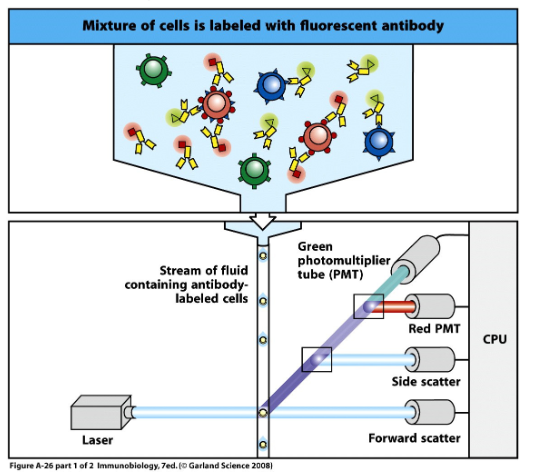 Mixture of cells is labeled with fluorescent antibody
Stream of fluid
containing antibody-
labeled cells
Green
photomultiplier
tube (PMT)
Red PMT
CPU
Side scatter
Laser
Forward scatter
Figure A-26 part 1 of 2 Immunobiology, 7ed. (© Garland Science 2008)